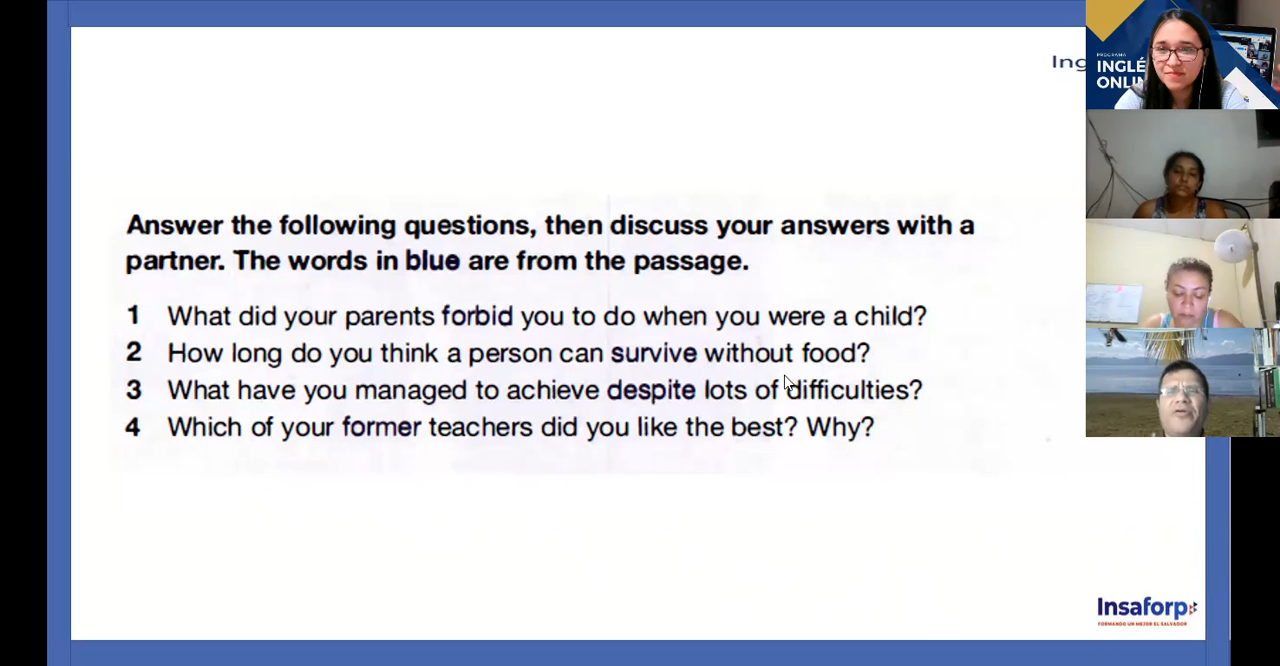 Ing
PROGRAMA
INGLÉ
ONLIN
Answer the following questions, then discuss your answers with a
partner. The words in blue are from the passage.
1 What did your parents forbid you to do when you were a child?
2 How long do you think a person can survive without food?
3 What have you managed to achieve despite lots of difficulties?
4 Which of your former teachers did you like the best? Why?
Insaforp
FORMANDO UN MEJOR EL SALVADOR